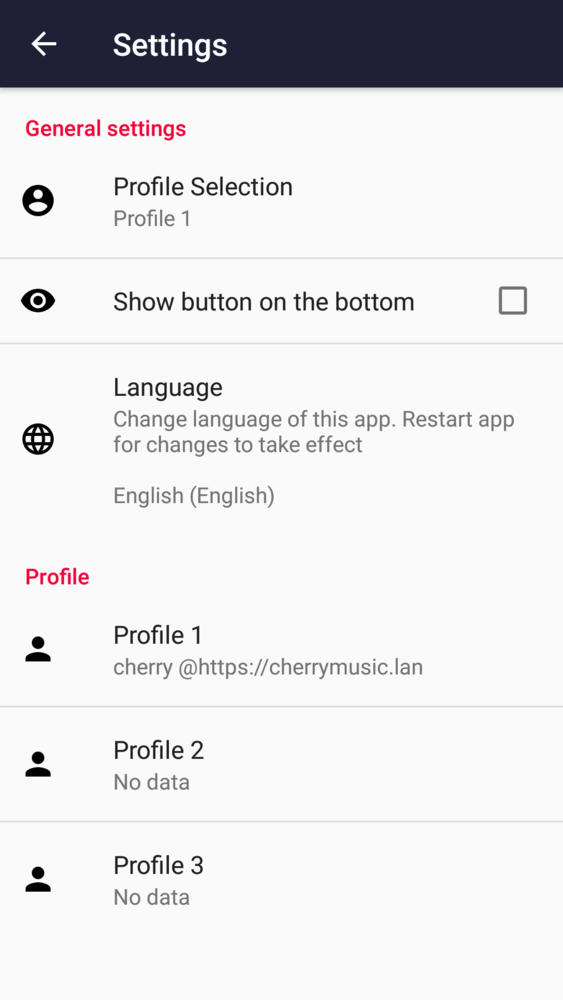 Settings
General settings
Profile Selection
Profile 1
Show button on the bottom
Language
Change language of this app. Restart app
for changes to take effect
English (English)
Profile
Profile 1
cherry @https://cherrymusic.lan
Profile 2
No data
Profile 3
No data